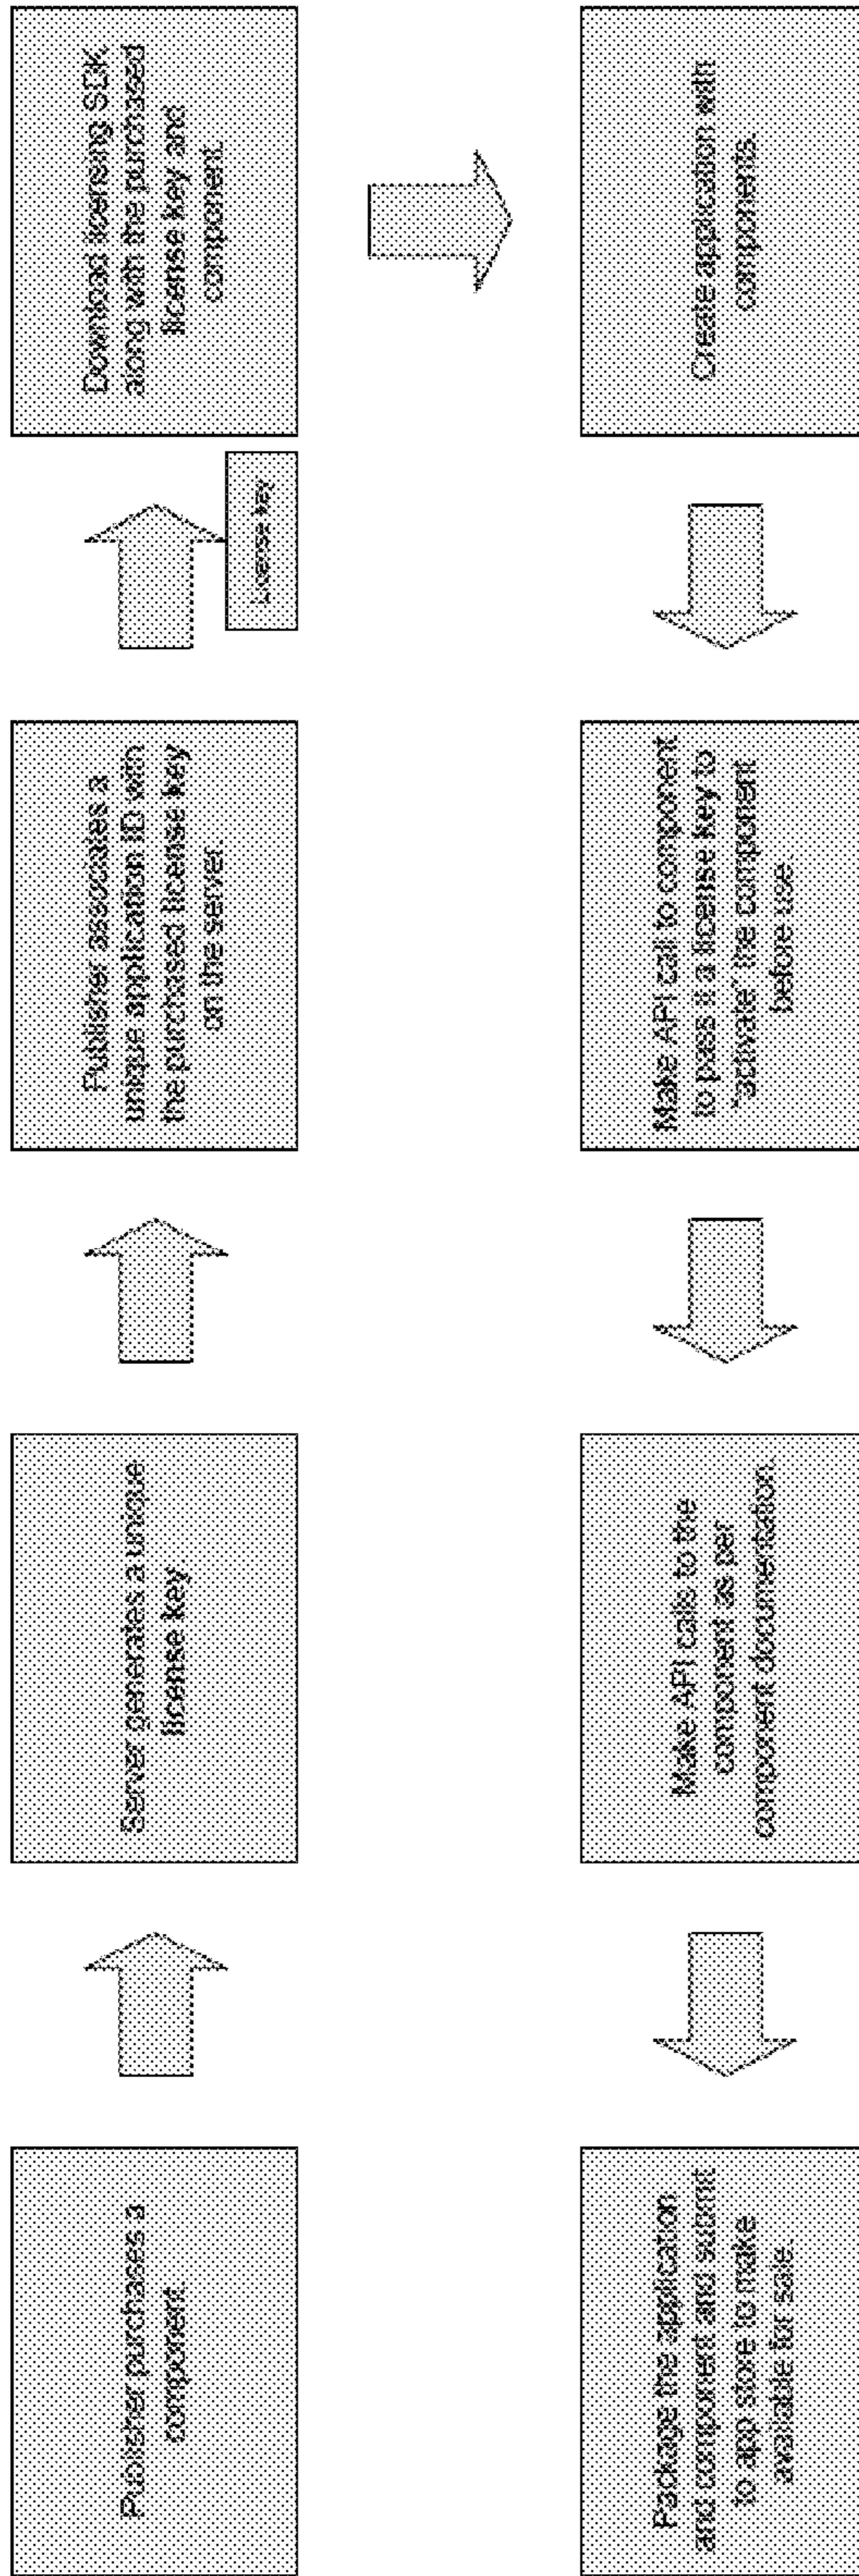 Publisher purchases a
component.
Server generates a unique
license key.
Publisher associates a
unique application ID with
the purchased license key
on the server.
License key
Download licensing SDK
along with the purchased
license key and
component.
Create application with
components.
Make API call to component
to pass it a license key to
"activate" the component
before use
Make API calls to the
component as per
component documentation.
Package the application
and component and submit
to app store to make
available for sale.